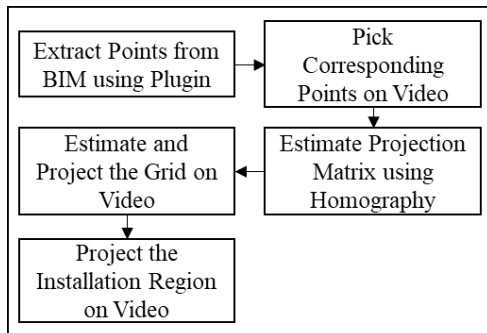 Extract Points from
BIM using Plugin
Pick
Corresponding
Points on Video
Estimate Projection
Matrix using
Homography
Estimate and
Project the Grid on
Video
Project the
Installation Region
on Video